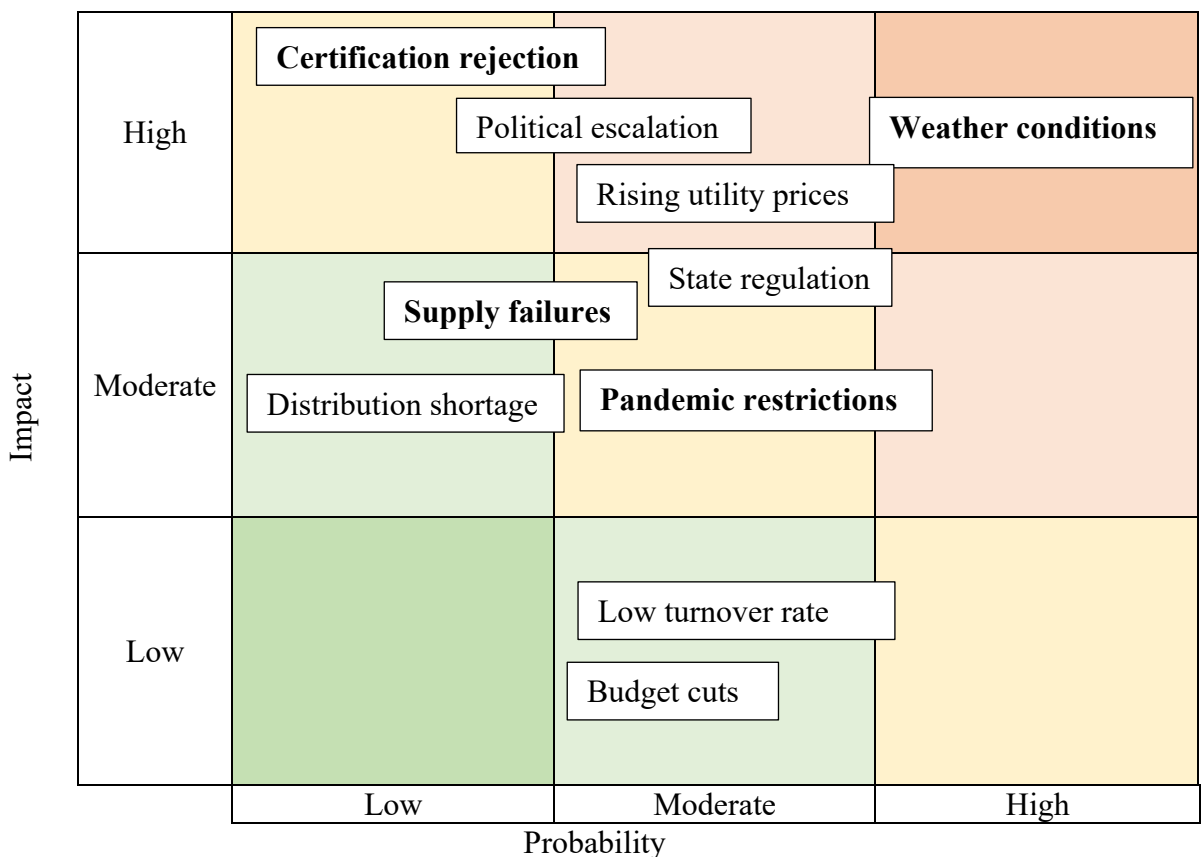 Certification rejection
Political escalation
High
Weather conditions
Rising utility prices
State regulation
Supply failures
Impact
Moderate
Distribution shortage
Pandemic restrictions
Low turnover rate
Low
Budget cuts
Low
Moderate
High
Probability